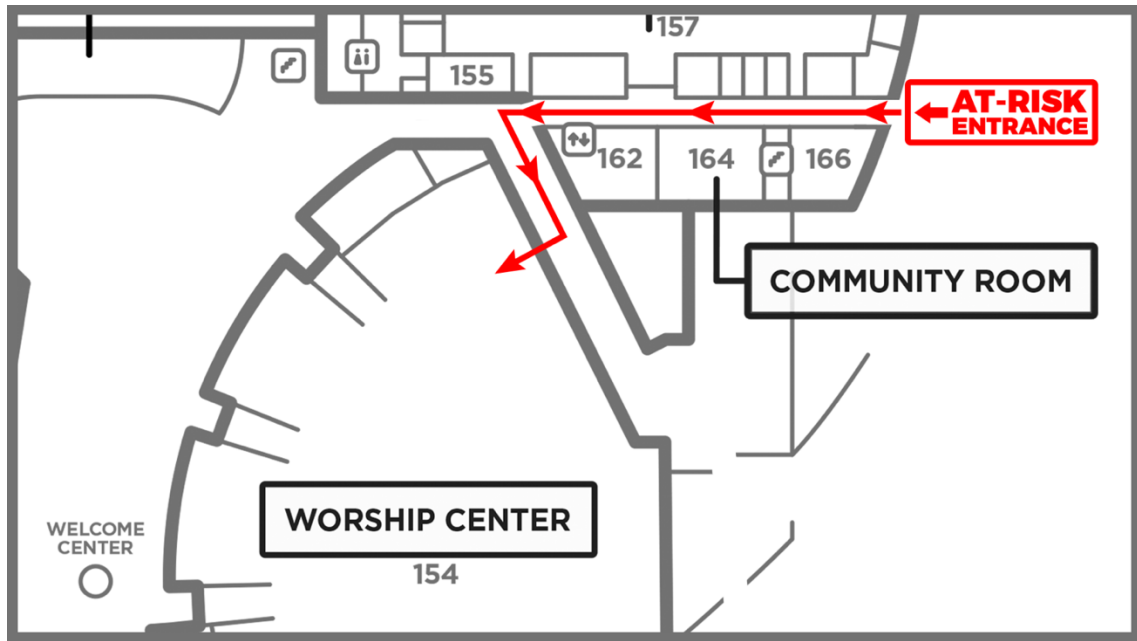 157
155
AT-RISK
ENTRANCE
162
164
166
COMMUNITY ROOM
WORSHIP CENTER
154
WELCOME
CENTER